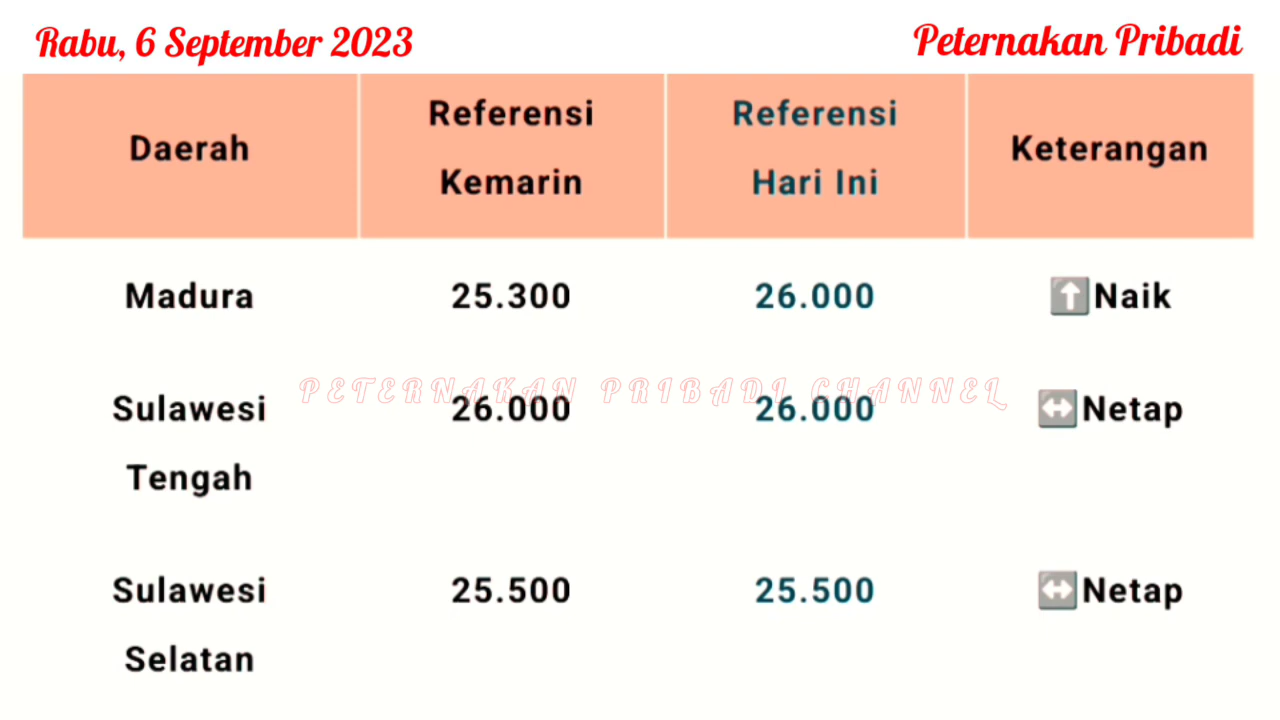 Rabu, 6 September 2023
Peternakan Pribadi
Daerah
Referensi
Kemarin
Referensi
Hari Ini
Keterangan
Madura 25.300 26.000 Naik
PETERNAKAN PRIBADI CHANNEL
Sulawesi
Tengah
26.000 26.000 Netap
Sulawesi
Selatan
25.500 25.500 Netap